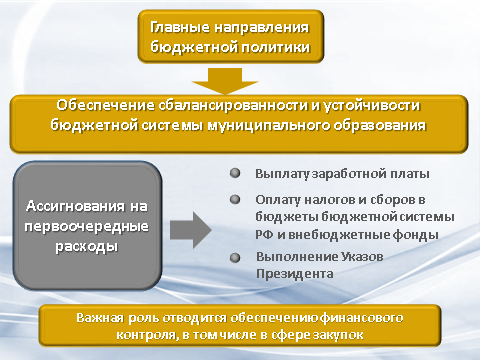 Главные направления
бюджетной политики
Обеспечение сбалансированности и устойчивости
бюджетной системы муниципального образования
Ассигнования на
первоочередные
расходы
Выплату заработной платы
Оплату налогов и сборов в
бюджеты бюджетной системы
РФ и внебюджетные фонды
Выполнение Указов
Президента
Важная роль отводится обеспечению финансового
контроля, в том числе в сфере закупок